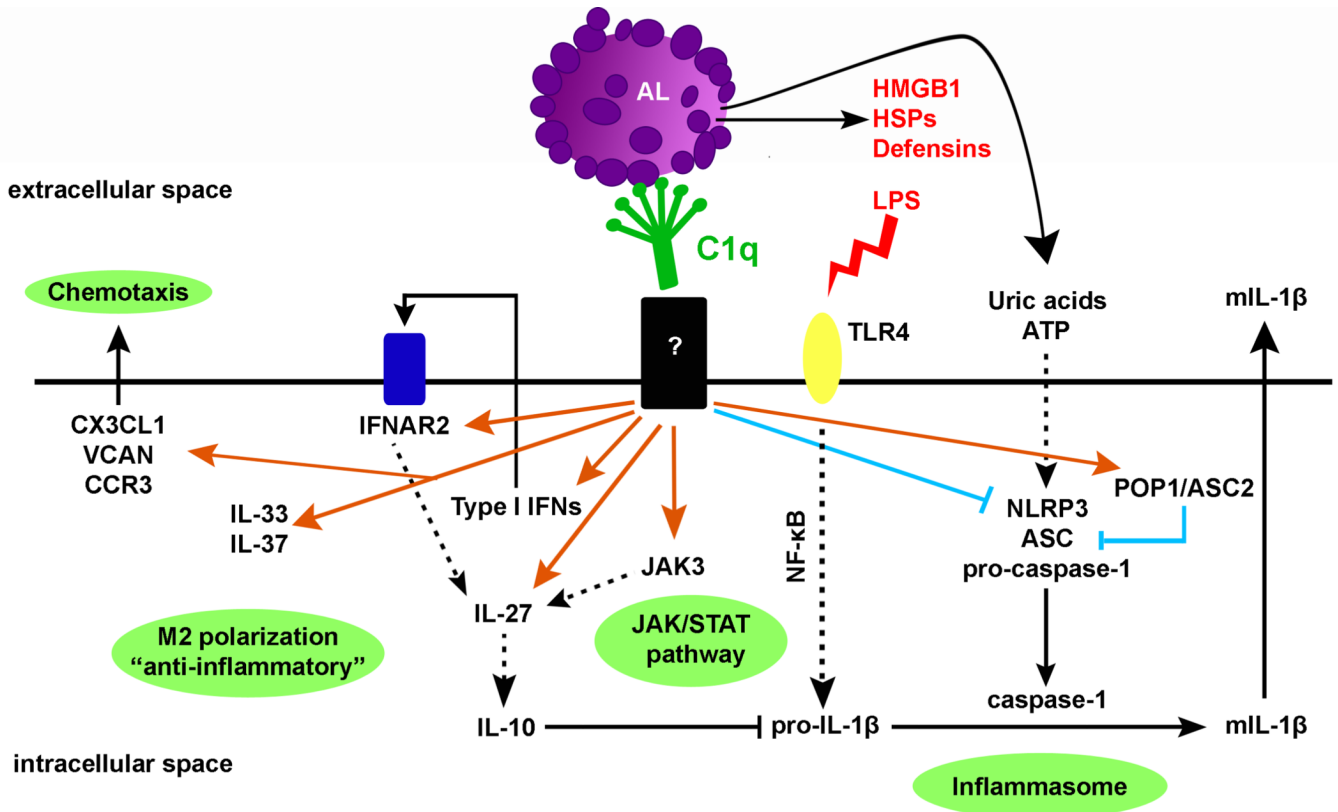 AL
HMGB1
HSPs
Defensins
extracellular space
LPS
C1q
Chemotaxis
Uric acids
ATP
mIL-1β
?
TLR4
CX3CL1
VCAN
CCR3
IFNAR2
IL-33
IL-37
Type I IFNs
NF-κB
NLRP3
ASC
pro-caspase-1
POP1/ASC2
JAK3
IL-27
M2 polarization
“anti-inflammatory”
JAK/STAT
pathway
caspase-1
IL-10
pro-IL-1β
mIL-1β
intracellular space
Inflammasome